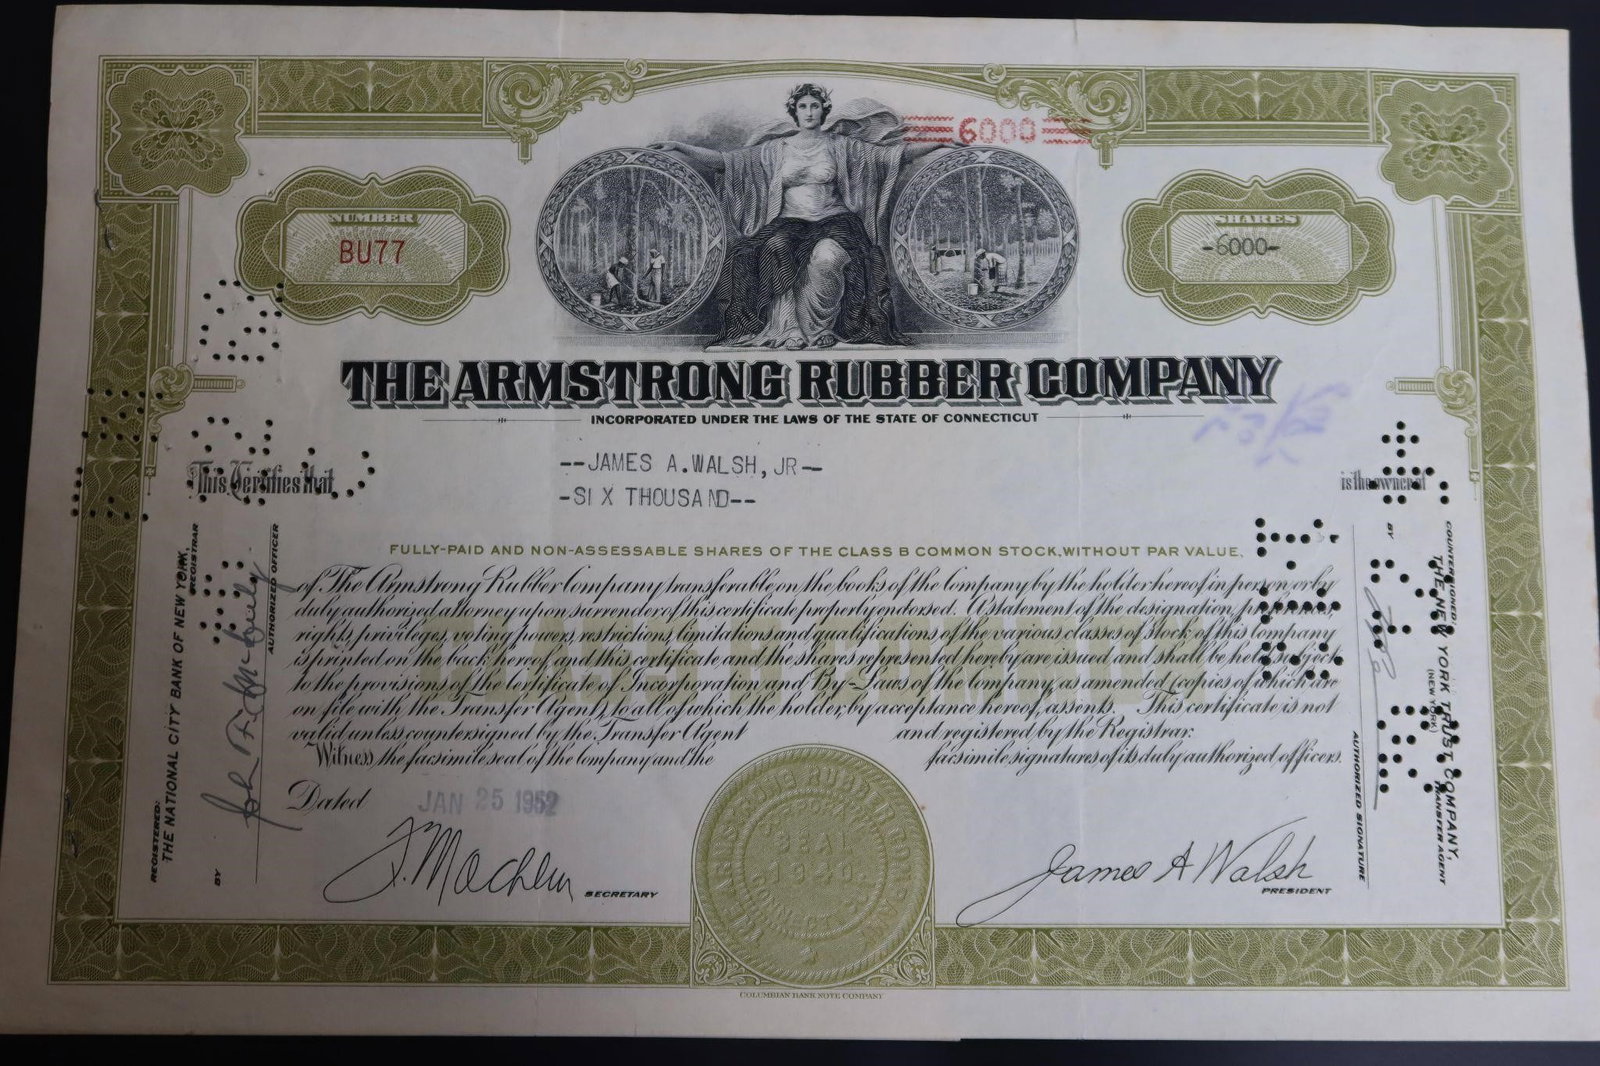 6000
NUMBER
BU77
SHARES
-6000-
THE ARMSTRONG RUBBER COMPANY
INCORPORATED UNDER THE LAWS OF THE STATE OF CONNECTICUT
This Certifies that
--JAMES A.WALSH,JR--
is the owner of
-SIX THOUSAND--
FULLY-PAID AND NON-ASSESSABLE SHARES OF THE CLASS B COMMON STOCK, WITHOUT PAR VALUE,
of The Armstrong Rubber Company transferable on the books of the Company by the holder hereof in person, or by
duly authorized attorney upon surrender of this certificate properly endorsed. A statement of the designation,
rights, privileges, voting powers, restrictions, limitations and qualifications of the various classes of stock of this Company
is printed on the back hereof, and this certificate and the shares represented hereby are issued and shall be held subject
to the provisions of the Certificate of Incorporation and By-Laws of the Company, as amended (copies of which are
on file with the Transfer Agent), to all of which the holder, by acceptance hereof, assents. This certificate is not
valid unless countersigned by the Transfer Agent and registered by the Registrar.
Witness the facsimile seal of the Company and the facsimile signatures of its duly authorized officers.
Dated JAN 25 1952
SECRETARY
James A Walsh
PRESIDENT
THE ARMSTRONG RUBBER COMPANY
SEAL
1940
CONNECTICUT
COLUMBIAN BANK NOTE COMPANY
REGISTERED:
THE NATIONAL CITY BANK OF NEW YORK,
REGISTRAR
BY
AUTHORIZED OFFICER
COUNTERSIGNED:
THE NEW YORK TRUST COMPANY,
(NEW YORK)
TRANSFER AGENT
BY
AUTHORIZED SIGNATURE